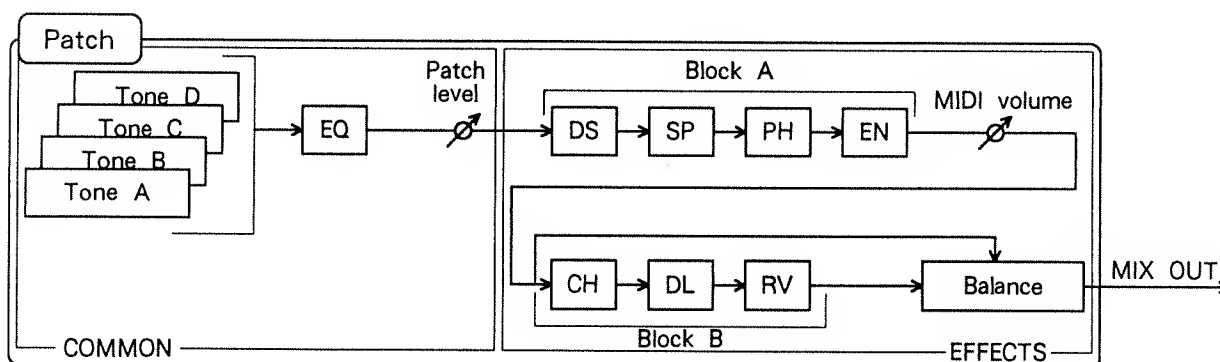 Patch
Tone D
Tone C
Tone B
Tone A
EQ
Patch
level
Block A
DS
SP
PH
EN
MIDI volume
CH
DL
RV
Balance
MIX OUT
Block B
COMMON
EFFECTS